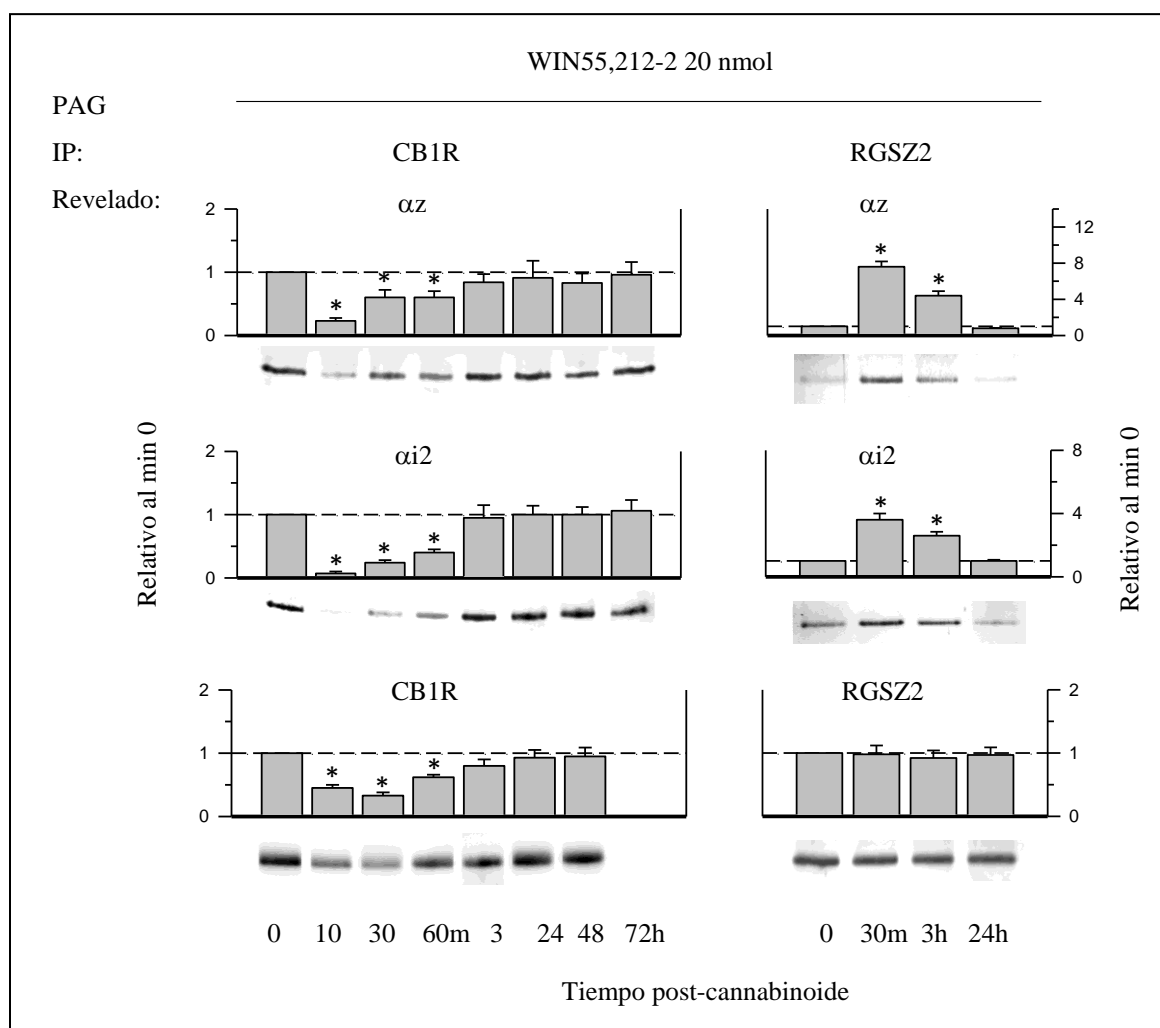 WIN55,212-2 20 nmol
PAG
IP: CB1R RGSZ2
Revelado:
αz αz
2
1
0
* * *
12
8
4
0
* *
Relativo al min 0
αi2 αi2
2
1
0
* * *
8
4
0
* *
Relativo al min 0
CB1R RGSZ2
2
1
0
* * *
2
1
0
0 10 30 60m 3 24 48 72h 0 30m 3h 24h
Tiempo post-cannabinoide